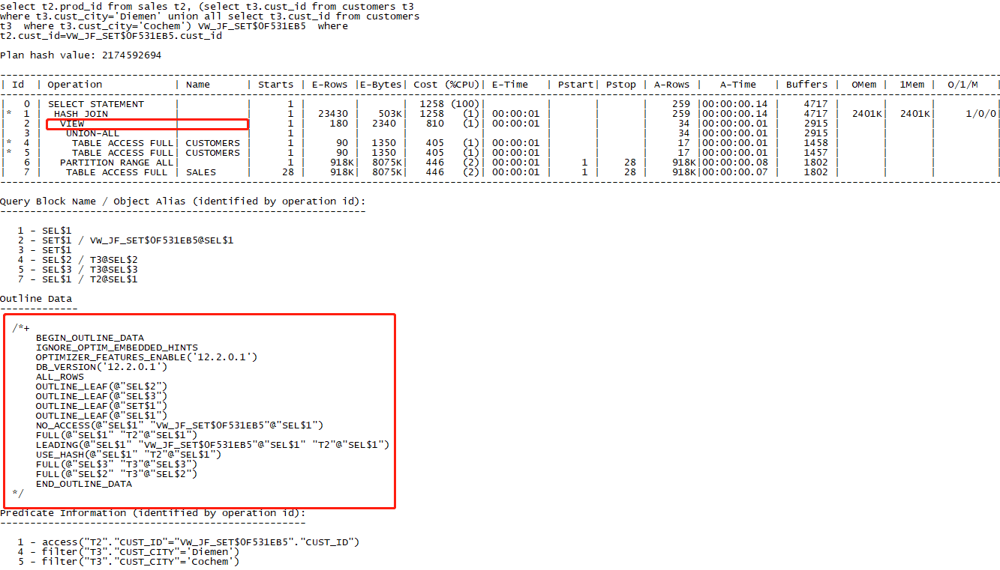 select t2.prod_id from sales t2, (select t3.cust_id from customers t3
where t3.cust_city='Diemen' union all select t3.cust_id from customers
t3  where t3.cust_city='Cochem') VW_JF_SET$0F531EB5  where
t2.cust_id=VW_JF_SET$0F531EB5.cust_id
Plan hash value: 2174592694
---------------------------------------------------------------------------------------------------------------------------------------------------------------------
| Id  | Operation            | Name      | Starts | E-Rows |E-Bytes| Cost (%CPU)| E-Time   | Pstart| Pstop | A-Rows |   A-Time   | Buffers |  OMem |  1Mem |  O/1/M   |
---------------------------------------------------------------------------------------------------------------------------------------------------------------------
|   0 | SELECT STATEMENT     |           |      1 |        |       |  1258 (100)|          |       |       |    259 |00:00:00.14 |    4717 |       |       |          |
|*  1 |  HASH JOIN           |           |      1 |  23430 |   503K|  1258   (1)| 00:00:01 |       |       |    259 |00:00:00.14 |    4717 |  2401K|  2401K|     1/0/0|
|   2 |   VIEW               |           |      1 |    180 |  2340 |   810   (1)| 00:00:01 |       |       |     34 |00:00:00.01 |    2915 |       |       |          |
|   3 |    UNION-ALL         |           |      1 |        |       |            |          |       |       |     34 |00:00:00.01 |    2915 |       |       |          |
|*  4 |     TABLE ACCESS FULL| CUSTOMERS |      1 |     90 |  1350 |   405   (1)| 00:00:01 |       |       |     17 |00:00:00.01 |    1458 |       |       |          |
|*  5 |     TABLE ACCESS FULL| CUSTOMERS |      1 |     90 |  1350 |   405   (1)| 00:00:01 |       |       |     17 |00:00:00.01 |    1457 |       |       |          |
|   6 |   PARTITION RANGE ALL|           |      1 |    918K|  8075K|   446   (2)| 00:00:01 |     1 |    28 |    918K|00:00:00.08 |    1802 |       |       |          |
|   7 |    TABLE ACCESS FULL | SALES     |     28 |    918K|  8075K|   446   (2)| 00:00:01 |     1 |    28 |    918K|00:00:00.07 |    1802 |       |       |          |
---------------------------------------------------------------------------------------------------------------------------------------------------------------------
Query Block Name / Object Alias (identified by operation id):
-------------------------------------------------------------
   1 - SEL$1
   2 - SET$1 / VW_JF_SET$0F531EB5@SEL$1
   3 - SET$1
   4 - SEL$2 / T3@SEL$2
   5 - SEL$3 / T3@SEL$3
   7 - SEL$1 / T2@SEL$1
Outline Data
-------------
  /*+
      BEGIN_OUTLINE_DATA
      IGNORE_OPTIM_EMBEDDED_HINTS
      OPTIMIZER_FEATURES_ENABLE('12.2.0.1')
      DB_VERSION('12.2.0.1')
      ALL_ROWS
      OUTLINE_LEAF(@"SEL$2")
      OUTLINE_LEAF(@"SEL$3")
      OUTLINE_LEAF(@"SET$1")
      OUTLINE_LEAF(@"SEL$1")
      NO_ACCESS(@"SEL$1" "VW_JF_SET$0F531EB5"@"SEL$1")
      FULL(@"SEL$1" "T2"@"SEL$1")
      LEADING(@"SEL$1" "VW_JF_SET$0F531EB5"@"SEL$1" "T2"@"SEL$1")
      USE_HASH(@"SEL$1" "T2"@"SEL$1")
      FULL(@"SEL$3" "T3"@"SEL$3")
      FULL(@"SEL$2" "T3"@"SEL$2")
      END_OUTLINE_DATA
  */
Predicate Information (identified by operation id):
---------------------------------------------------
   1 - access("T2"."CUST_ID"="VW_JF_SET$0F531EB5"."CUST_ID")
   4 - filter("T3"."CUST_CITY"='Diemen')
   5 - filter("T3"."CUST_CITY"='Cochem')